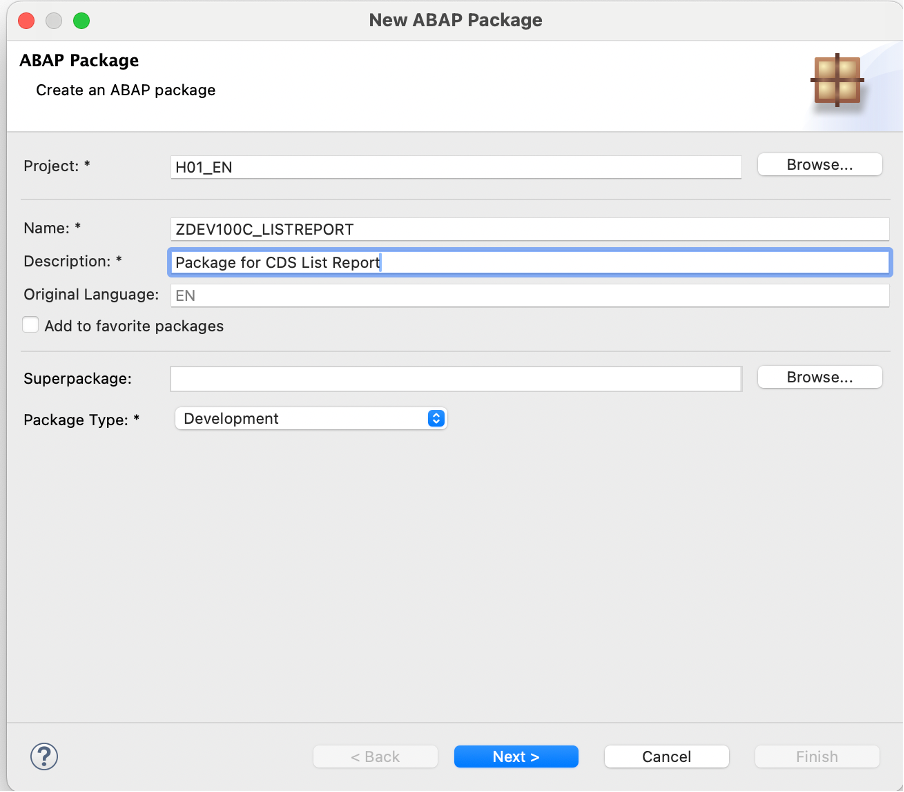 New ABAP Package
ABAP Package
Create an ABAP package
Project: * H01_EN Browse...
Name: * ZDEV100C_LISTREPORT
Description: * Package for CDS List Report
Original Language: EN
Add to favorite packages
Superpackage: Browse...
Package Type: * Development
? < Back Next > Cancel Finish